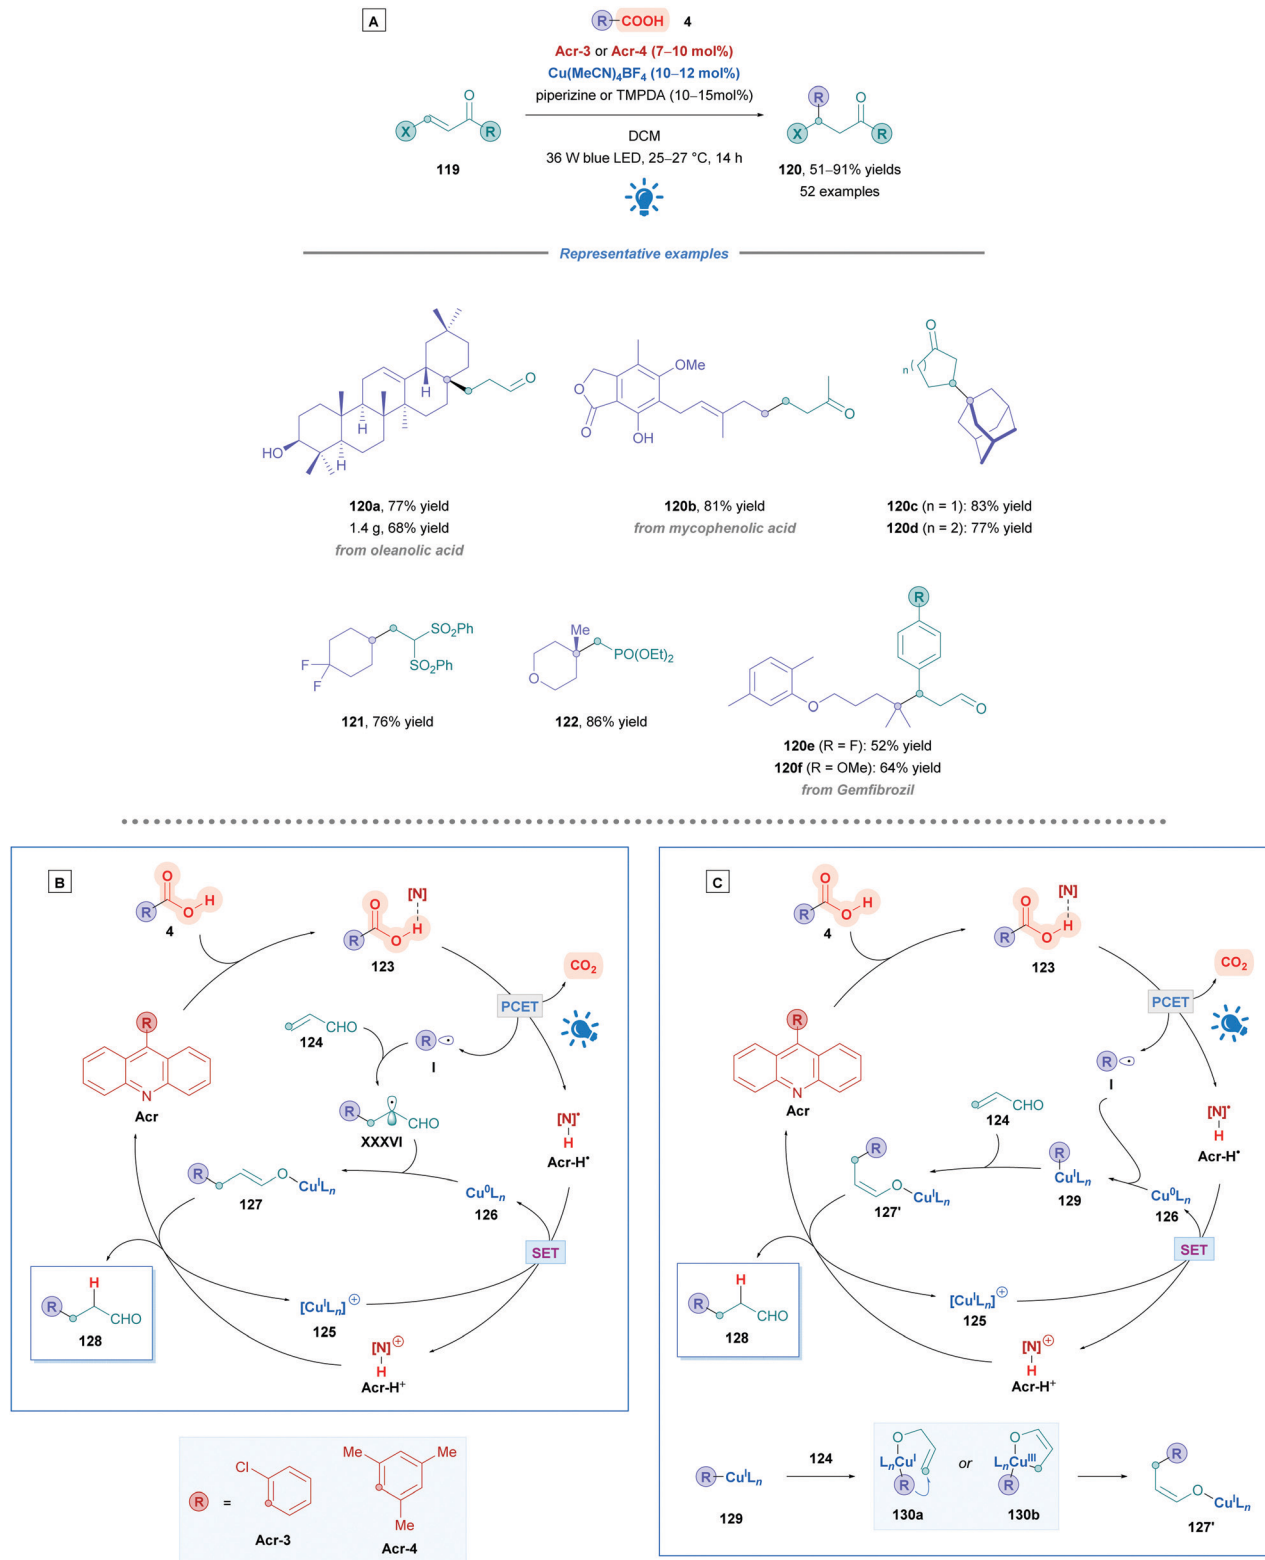 A
R–COOH 4
Acr-3 or Acr-4 (7–10 mol%)
Cu(MeCN)4BF4 (10–12 mol%)
piperizine or TMPDA (10–15mol%)
X O R
119
DCM
36 W blue LED, 25–27 °C, 14 h
R O X R
120, 51–91% yields
52 examples
Representative examples
HO H H H O
120a, 77% yield
1.4 g, 68% yield
from oleanolic acid
O O OMe OH O
120b, 81% yield
from mycophenolic acid
O n( )
120c (n = 1): 83% yield
120d (n = 2): 77% yield
F F SO2Ph SO2Ph
121, 76% yield
Me O PO(OEt)2
122, 86% yield
R O O
120e (R = F): 52% yield
120f (R = OMe): 64% yield
from Gemfibrozil
B
R O O H
4
[N]
R O O H
123
CO2
PCET
CHO
124
R
I
R
N
Acr
R CHO
XXXVI
[N]•
H
Acr-H•
R O CuILn
127
Cu0Ln
126
SET
H
R CHO
128
[CuILn]⊕
125
[N]⊕
H
Acr-H+
C
R O O H
4
[N]
R O O H
123
CO2
PCET
R
I
R
N
Acr
CHO
124
[N]•
H
Acr-H•
R O CuILn
127'
R
CuILn
129
Cu0Ln
126
SET
H
R CHO
128
[CuILn]⊕
125
[N]⊕
H
Acr-H+
R =
Cl
Acr-3
Me Me
Me
Acr-4
R–CuILn
129
124
O
LnCuI
R
130a
or
O
LnCuIII
R
130b
R
O CuILn
127'